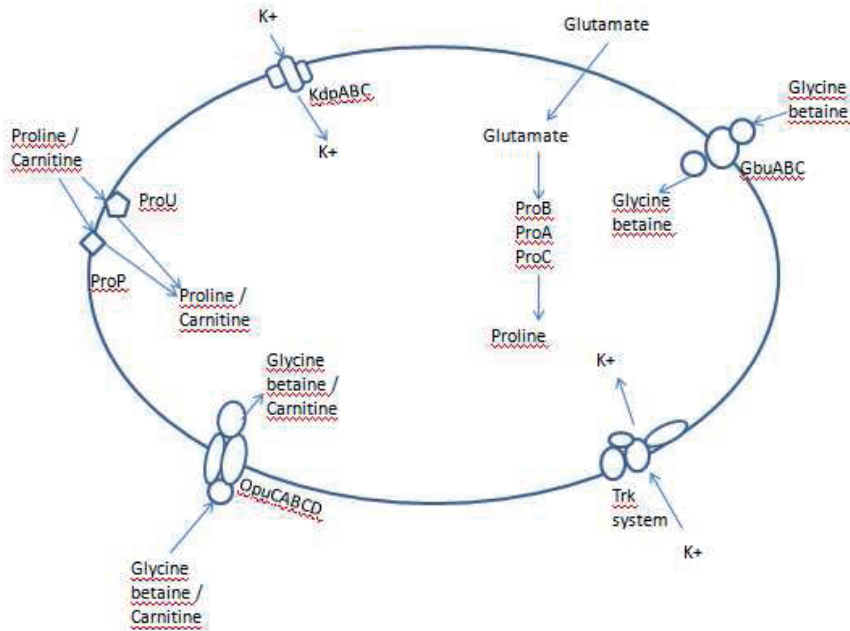 K+
Glutamate
KdpABC
K+
Glycine
betaine
Proline /
Carnitine
Glutamate
GbuABC
ProU
Glycine
betaine
ProB
ProA
ProC
ProP
Proline /
Carnitine
Proline
Glycine
betaine /
Carnitine
K+
OpuCABCD
Trk
system
K+
Glycine
betaine /
Carnitine